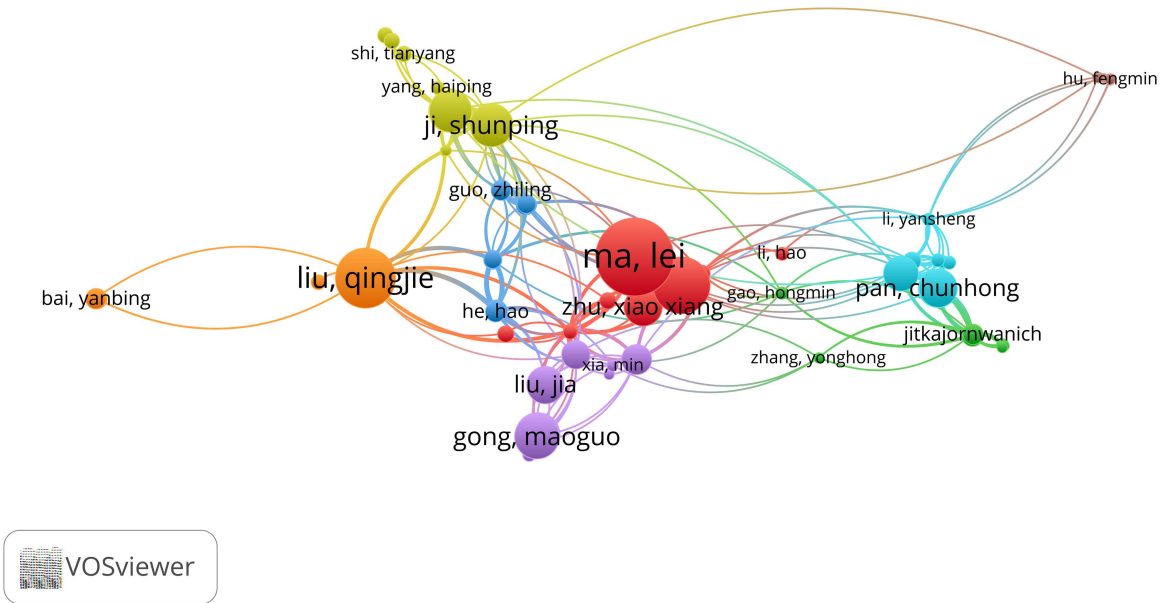 shi, tianyang
hu, fengmin
yang, haiping
ji, shunping
guo, zhiling
li, yansheng
ma, lei
li, hao
liu, qingjie
pan, chunhong
gao, hongmin
bai, yanbing
zhu, xiao xiang
he, hao
jitkajornwanich
zhang, yonghong
xia, min
liu, jia
gong, maoguo
VOSviewer